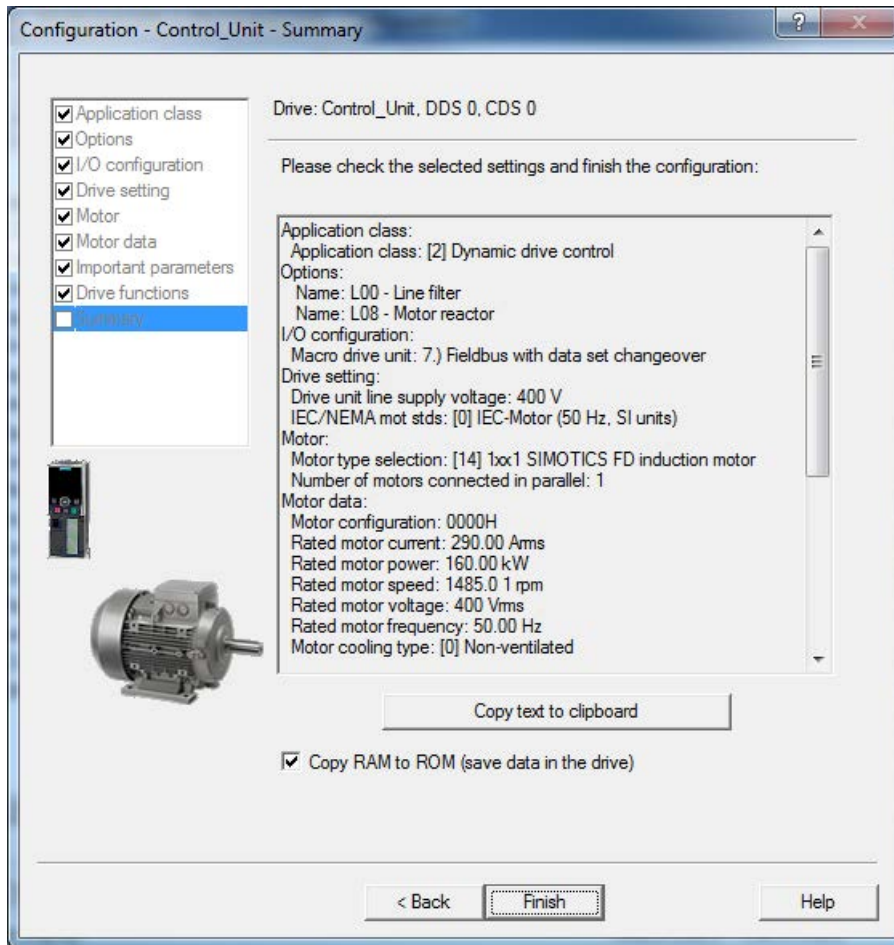 Configuration - Control_Unit - Summary
?
X
Application class
Options
I/O configuration
Drive setting
Motor
Motor data
Important parameters
Drive functions
Summary
Drive: Control_Unit, DDS 0, CDS 0
Please check the selected settings and finish the configuration:
Application class:
Application class: [2] Dynamic drive control
Options:
Name: L00 - Line filter
Name: L08 - Motor reactor
I/O configuration:
Macro drive unit: 7.) Fieldbus with data set changeover
Drive setting:
Drive unit line supply voltage: 400 V
IEC/NEMA mot stds: [0] IEC-Motor (50 Hz, SI units)
Motor:
Motor type selection: [14] 1xx1 SIMOTICS FD induction motor
Number of motors connected in parallel: 1
Motor data:
Motor configuration: 0000H
Rated motor current: 290.00 Arms
Rated motor power: 160.00 kW
Rated motor speed: 1485.0 1 rpm
Rated motor voltage: 400 Vrms
Rated motor frequency: 50.00 Hz
Motor cooling type: [0] Non-ventilated
Copy text to clipboard
Copy RAM to ROM (save data in the drive)
< Back
Finish
Help